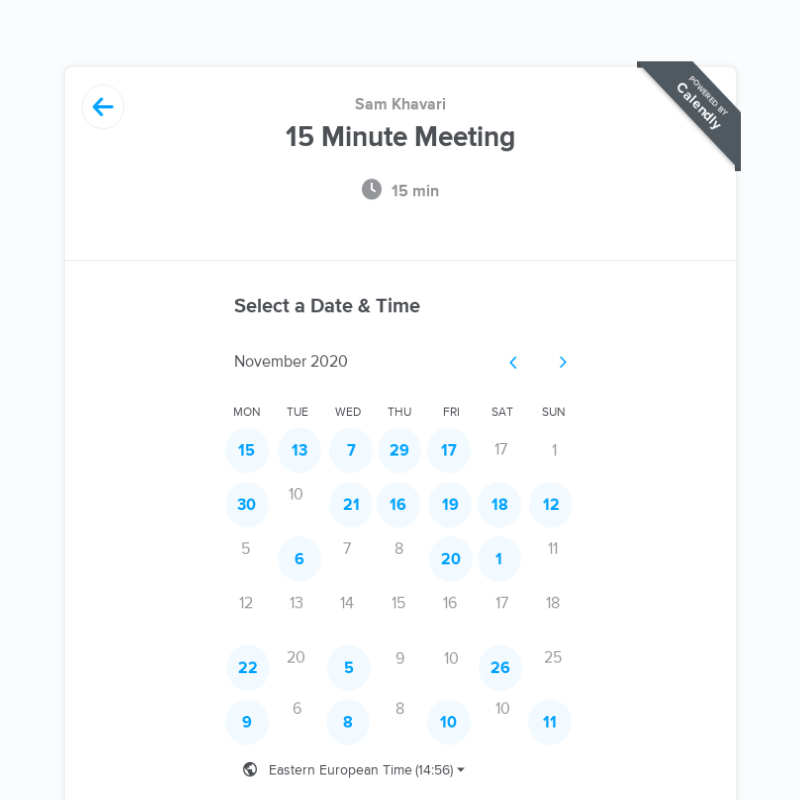 Sam Khavari
15 Minute Meeting
POWERED BY
Calendly
15 min
Select a Date & Time
November 2020
MON TUE WED THU FRI SAT SUN
15 13 7 29 17 17 1
30 10 21 16 19 18 12
5 6 7 8 20 1 11
12 13 14 15 16 17 18
22 20 5 9 10 26 25
9 6 8 8 10 10 11
Eastern European Time (14:56)